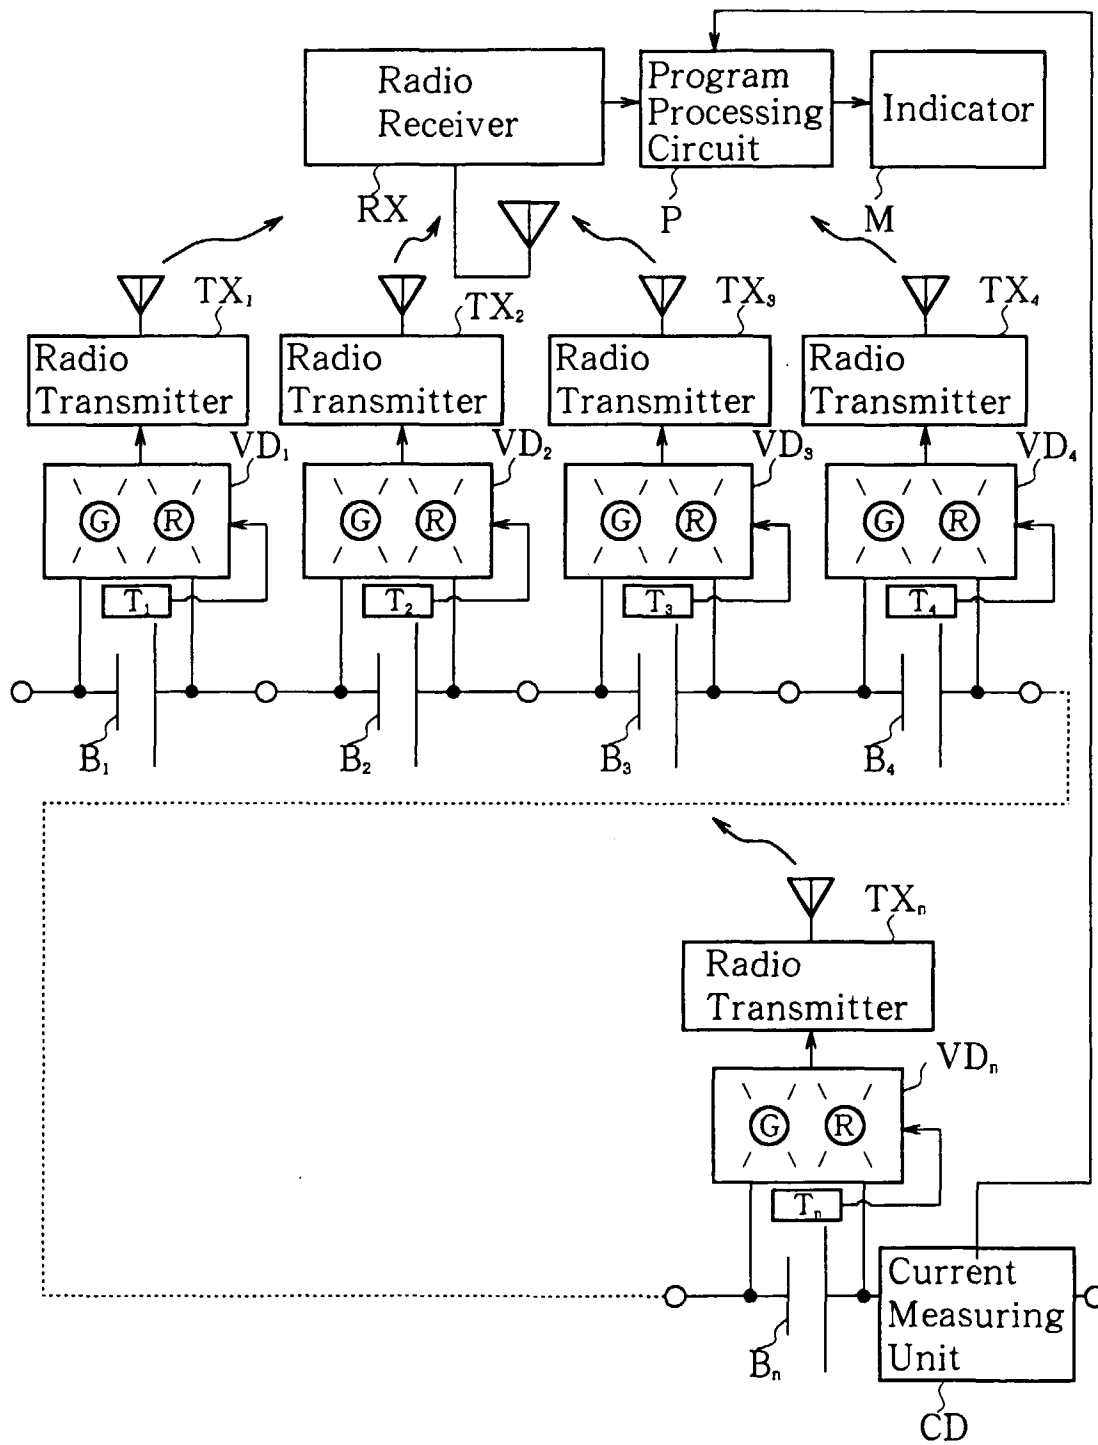 Radio
Receiver
Program
Processing
Circuit
Indicator
RX
P
M
TX₁
TX₂
TX₃
TX₄
Radio
Transmitter
Radio
Transmitter
Radio
Transmitter
Radio
Transmitter
VD₁
VD₂
VD₃
VD₄
G R
G R
G R
G R
T₁
T₂
T₃
T₄
B₁
B₂
B₃
B₄
TXₙ
Radio
Transmitter
VDₙ
G R
Tₙ
Current
Measuring
Unit
Bₙ
CD